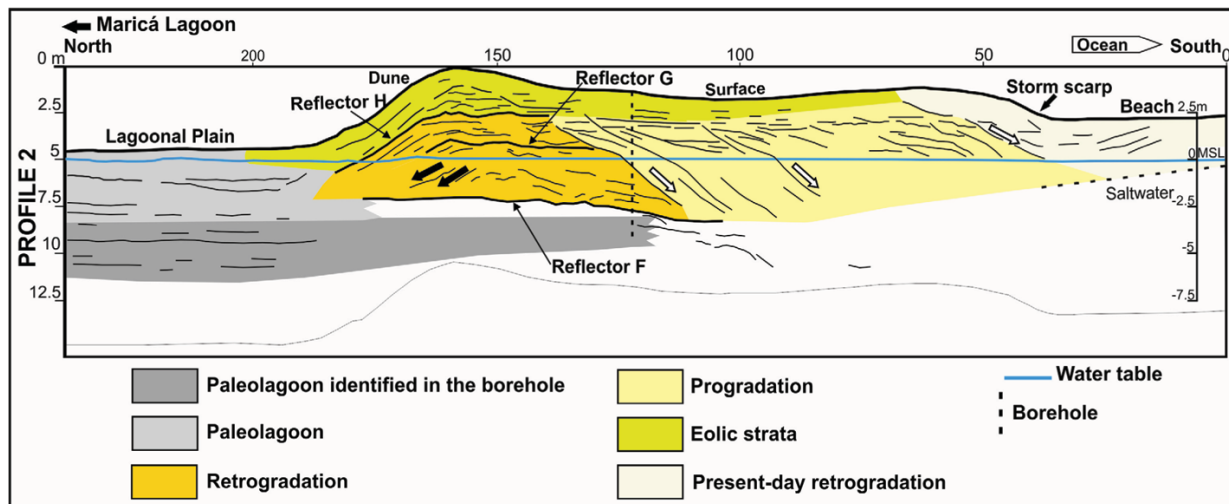 Maricá Lagoon
North
Ocean
South
0 m
200
150
100
50
0
Dune
Reflector G
Reflector H
Surface
Storm scarp
Beach
2.5
2.5m
Lagoonal Plain
5
0
MSL
Saltwater
7.5
-2.5
10
-5
Reflector F
12.5
-7.5
PROFILE 2
Paleolagoon identified in the borehole
Progradation
Water table
Paleolagoon
Eolic strata
Borehole
Retrogradation
Present-day retrogradation